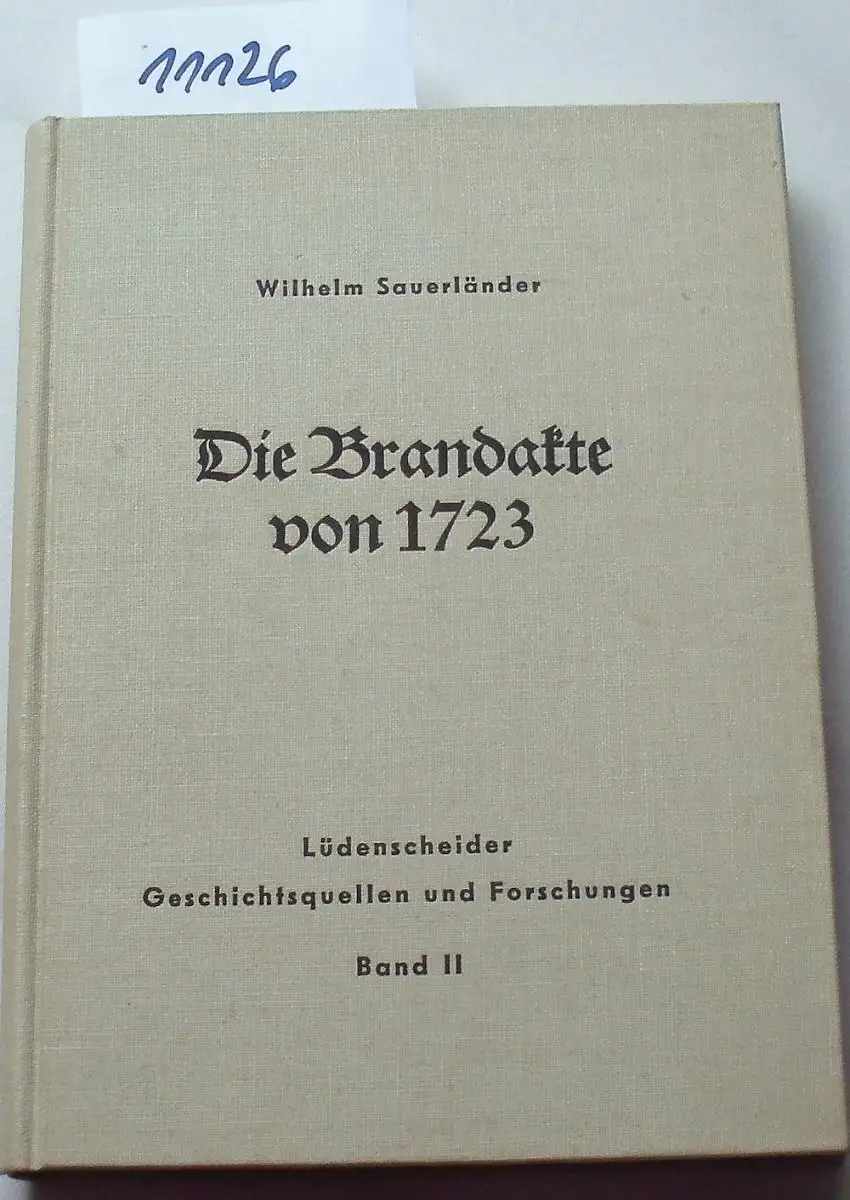 11126
Wilhelm Sauerländer
Die Brandakte
von 1723
Lüdenscheider
Geschichtsquellen und Forschungen
Band II